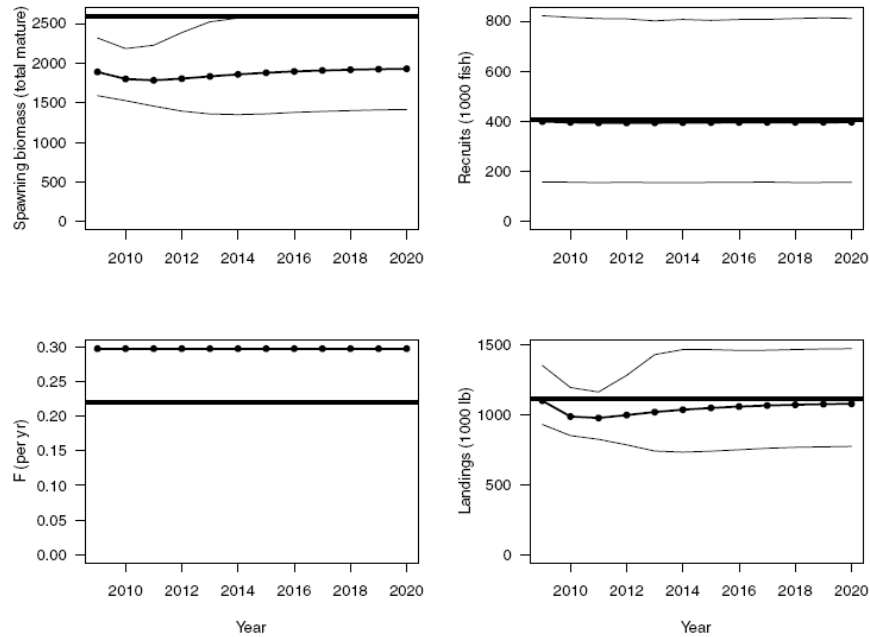 Spawning biomass (total mature)
2500
2000
1500
1000
500
0
2010 2012 2014 2016 2018 2020
Recruits (1000 fish)
800
600
400
200
0
2010 2012 2014 2016 2018 2020
F (per yr)
0.30
0.25
0.20
0.15
0.10
0.05
0.00
2010 2012 2014 2016 2018 2020
Year
Landings (1000 lb)
1500
1000
500
0
2010 2012 2014 2016 2018 2020
Year